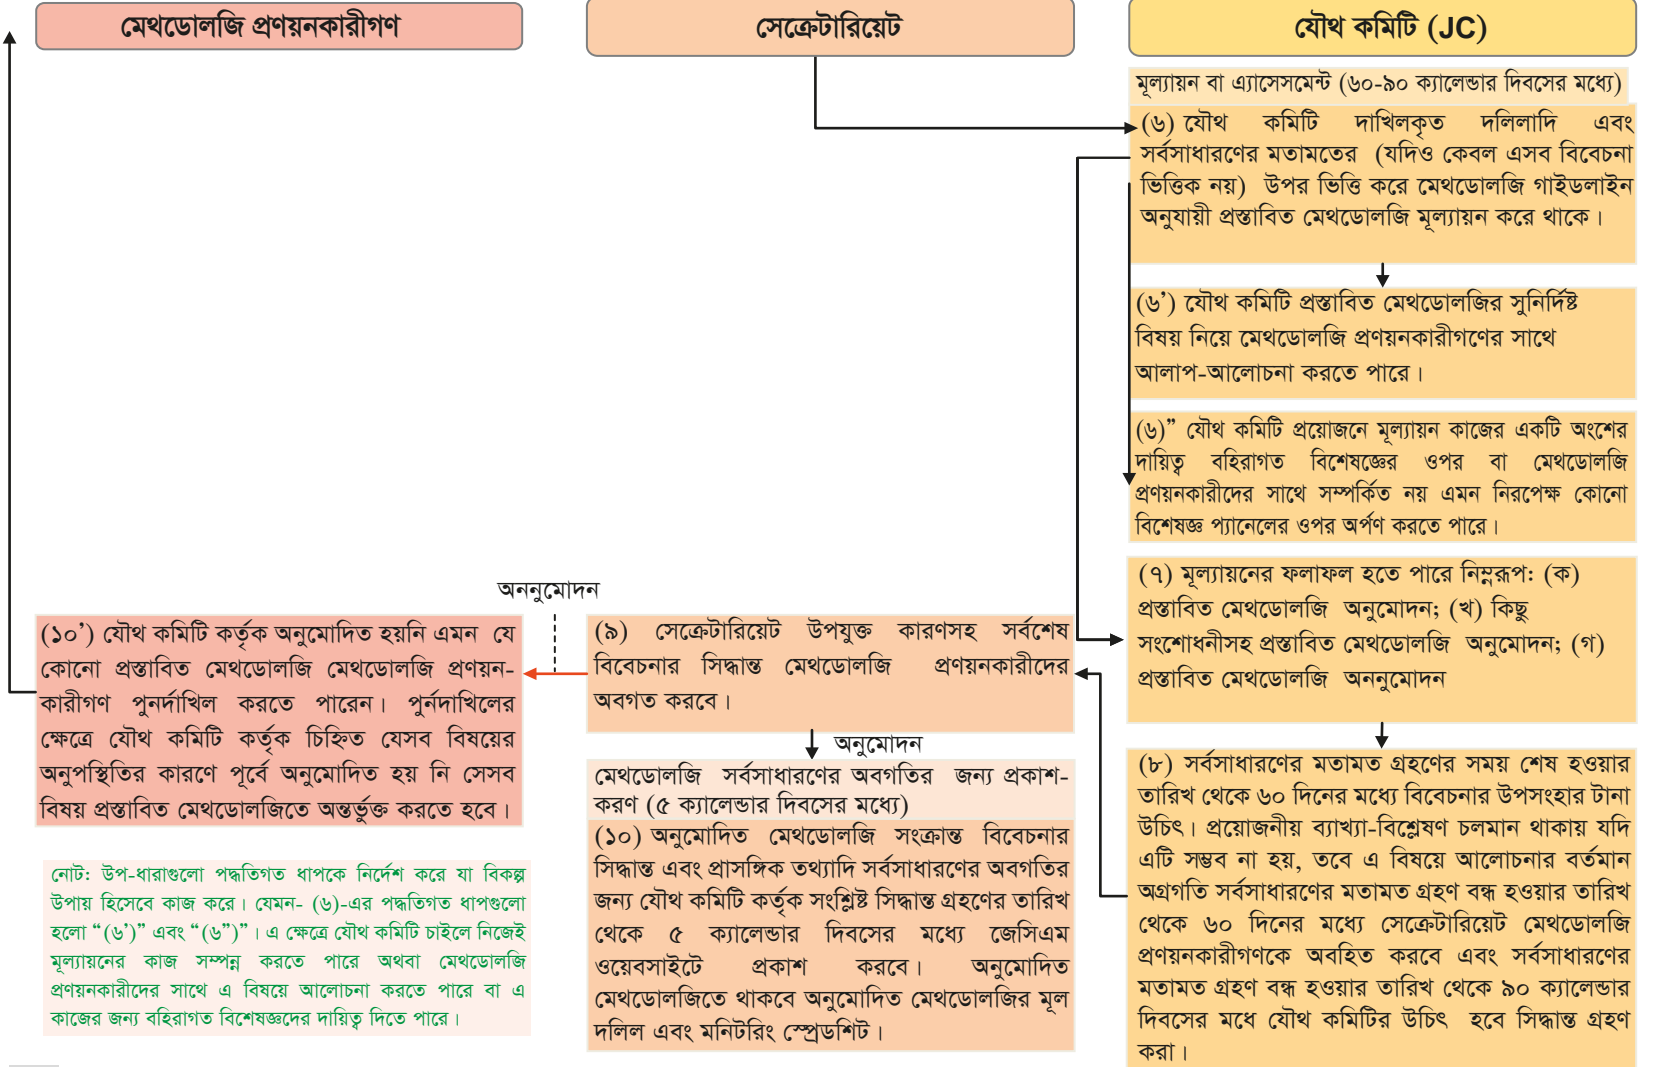 মেথডোলজি প্রণয়নকারীগণ
সেক্রেটারিয়েট
যৌথ কমিটি (JC)
মূল্যায়ন বা এ্যাসেসমেন্ট (৬০-৯০ ক্যালেন্ডার দিবসের মধ্যে)
(৬) যৌথ কমিটি দাখিলকৃত দলিলাদি এবং
সর্বসাধারণের মতামতের (যদিও কেবল এসব বিবেচনা
ভিত্তিক নয়) উপর ভিত্তি করে মেথডোলজি গাইডলাইন
অনুযায়ী প্রস্তাবিত মেথডোলজি মূল্যায়ন করে থাকে।
(৬’) যৌথ কমিটি প্রস্তাবিত মেথডোলজির সুনির্দিষ্ট
বিষয় নিয়ে মেথডোলজি প্রণয়নকারীগণের সাথে
আলাপ-আলোচনা করতে পারে।
(৬)” যৌথ কমিটি প্রয়োজনে মূল্যায়ন কাজের একটি অংশের
দায়িত্ব বহিরাগত বিশেষজ্ঞের ওপর বা মেথডোলজি
প্রণয়নকারীদের সাথে সম্পর্কিত নয় এমন নিরপেক্ষ কোনো
বিশেষজ্ঞ প্যানেলের ওপর অর্পণ করতে পারে।
(৭) মূল্যায়নের ফলাফল হতে পারে নিম্নরূপ: (ক)
প্রস্তাবিত মেথডোলজি অনুমোদন; (খ) কিছু
সংশোধনীসহ প্রস্তাবিত মেথডোলজি অনুমোদন; (গ)
প্রস্তাবিত মেথডোলজি অননুমোদন
(৮) সর্বসাধারণের মতামত গ্রহণের সময় শেষ হওয়ার
তারিখ থেকে ৬০ দিনের মধ্যে বিবেচনার উপসংহার টানা
উচিৎ। প্রয়োজনীয় ব্যাখ্যা-বিশ্লেষণ চলমান থাকায় যদি
এটি সম্ভব না হয়, তবে এ বিষয়ে আলোচনার বর্তমান
অগ্রগতি সর্বসাধারণের মতামত গ্রহণ বন্ধ হওয়ার তারিখ
থেকে ৬০ দিনের মধ্যে সেক্রেটারিয়েট মেথডোলজি
প্রণয়নকারীগণকে অবহিত করবে এবং সর্বসাধারণের
মতামত গ্রহণ বন্ধ হওয়ার তারিখ থেকে ৯০ ক্যালেন্ডার
দিবসের মধে যৌথ কমিটির উচিৎ হবে সিদ্ধান্ত গ্রহণ
করা।
(৯) সেক্রেটারিয়েট উপযুক্ত কারণসহ সর্বশেষ
বিবেচনার সিদ্ধান্ত মেথডোলজি প্রণয়নকারীদের
অবগত করবে।
অনুমোদন
মেথডোলজি সর্বসাধারণের অবগতির জন্য প্রকাশ-
করণ (৫ ক্যালেন্ডার দিবসের মধ্যে)
(১০) অনুমোদিত মেথডোলজি সংক্রান্ত বিবেচনার
সিদ্ধান্ত এবং প্রাসঙ্গিক তথ্যাদি সর্বসাধারণের অবগতির
জন্য যৌথ কমিটি কর্তৃক সংশ্লিষ্ট সিদ্ধান্ত গ্রহণের তারিখ
থেকে ৫ ক্যালেন্ডার দিবসের মধ্যে জেসিএম
ওয়েবসাইটে প্রকাশ করবে। অনুমোদিত
মেথডোলজিতে থাকবে অনুমোদিত মেথডোলজির মূল
দলিল এবং মনিটরিং স্প্রেডশিট।
অননুমোদন
(১০’) যৌথ কমিটি কর্তৃক অনুমোদিত হয়নি এমন যে
কোনো প্রস্তাবিত মেথডোলজি মেথডোলজি প্রণয়ন-
কারীগণ পুনর্দাখিল করতে পারেন। পুর্নদাখিলের
ক্ষেত্রে যৌথ কমিটি কর্তৃক চিহ্নিত যেসব বিষয়ের
অনুপস্থিতির কারণে পূর্বে অনুমোদিত হয় নি সেসব
বিষয় প্রস্তাবিত মেথডোলজিতে অন্তর্ভুক্ত করতে হবে।
নোট: উপ-ধারাগুলো পদ্ধতিগত ধাপকে নির্দেশ করে যা বিকল্প
উপায় হিসেবে কাজ করে। যেমন- (৬)-এর পদ্ধতিগত ধাপগুলো
হলো “(৬’)” এবং “(৬”)”। এ ক্ষেত্রে যৌথ কমিটি চাইলে নিজেই
মূল্যায়নের কাজ সম্পন্ন করতে পারে অথবা মেথডোলজি
প্রণয়নকারীদের সাথে এ বিষয়ে আলোচনা করতে পারে বা এ
কাজের জন্য বহিরাগত বিশেষজ্ঞদের দায়িত্ব দিতে পারে।